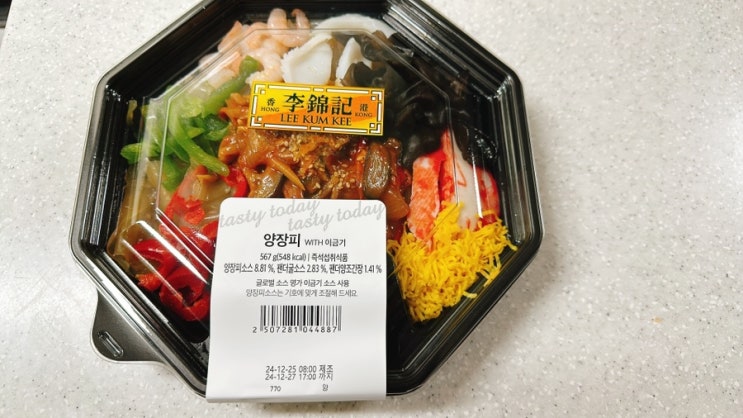 香 李錦記 港
HONG LEE KUM KEE KONG
tasty today
tasty today
양장피 WITH 이금기
567 g(548 kcal) | 즉석섭취식품
양장피소스 8.81 %, 팬더굴소스 2.83 %, 팬더양조간장 1.41 %
글로벌 소스 명가 이금기 소스 사용
양장피소스는 기호에 맞게 조절해 드세요.
2 507281 044887
24-12-25 08:00 제조
24-12-27 17:00 까지
770 양